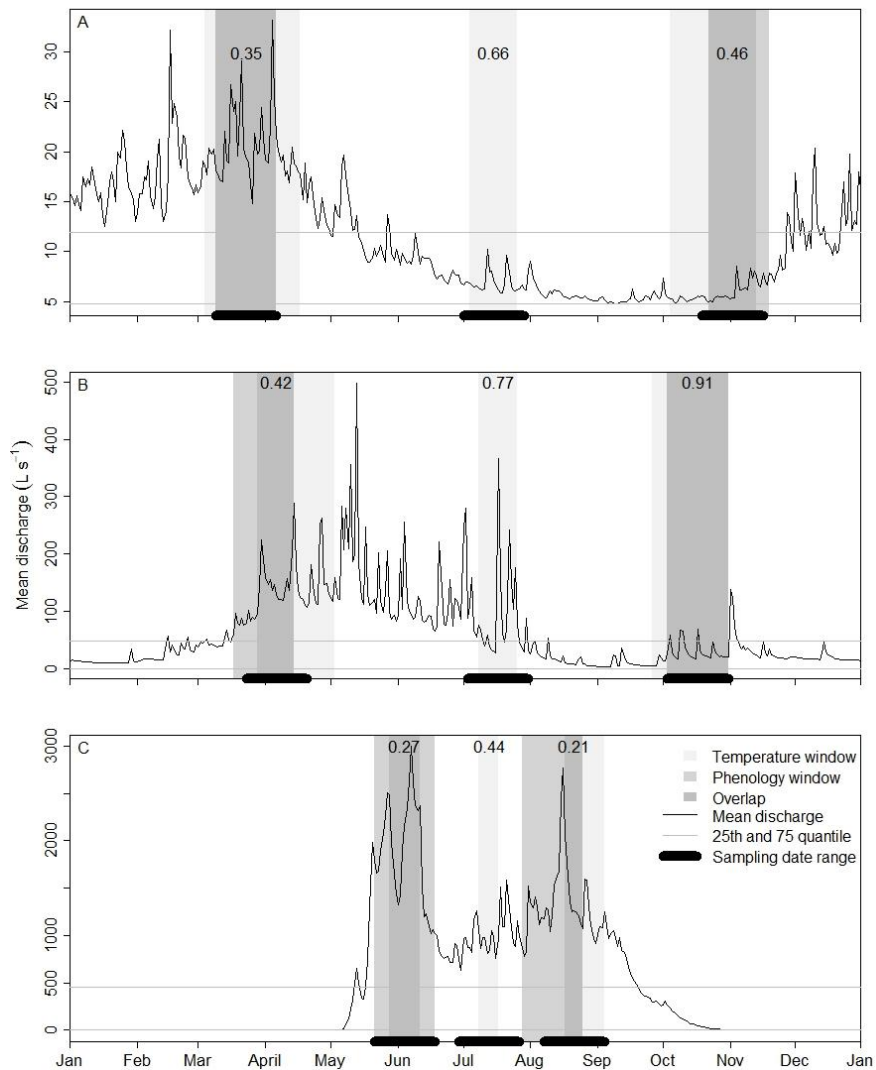 A
0.35 0.66 0.46
30
25
20
15
10
5
B
0.42 0.77 0.91
500
400
300
200
100
0
Mean discharge (L s⁻¹)
C
0.27 0.44 0.21
3000
2000
1000
500
0
Temperature window
Phenology window
Overlap
Mean discharge
25th and 75 quantile
Sampling date range
Jan Feb Mar April May Jun Jul Aug Sep Oct Nov Dec Jan